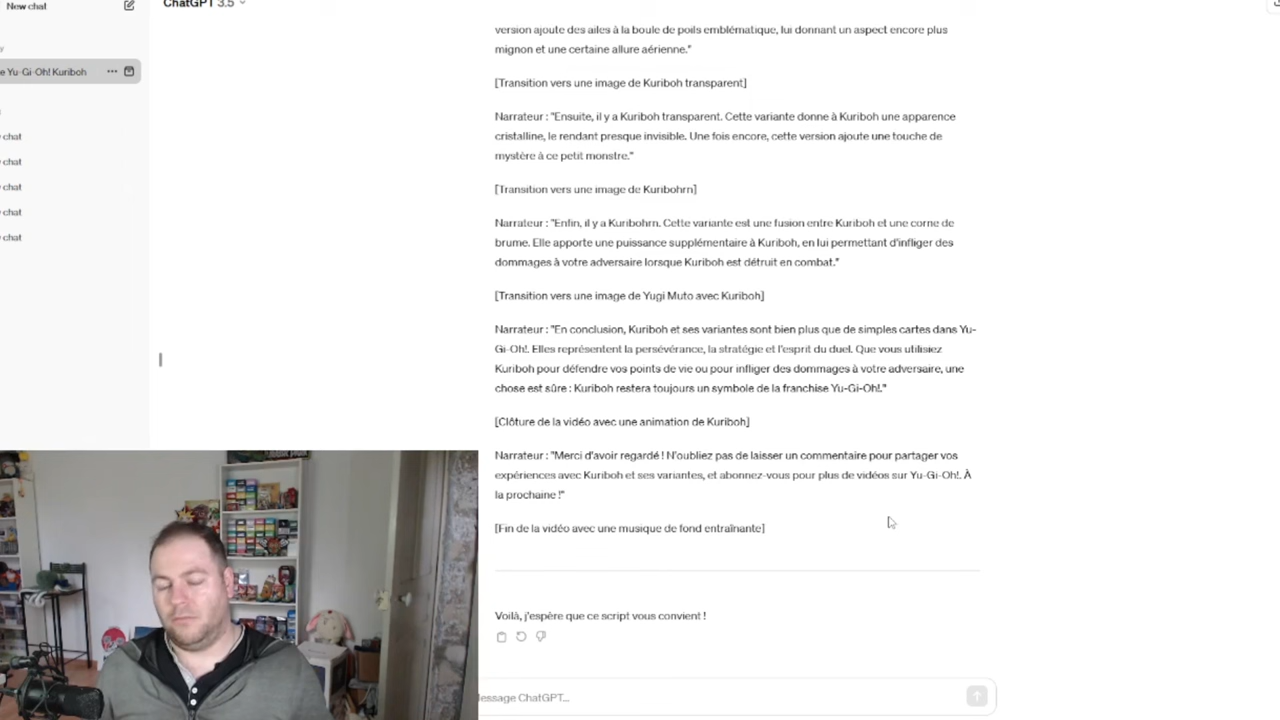 New chat
ChatGPT 3.5
y
e Yu-Gi-Oh! Kuriboh
chat
chat
chat
chat
chat
version ajoute des ailes à la boule de poils emblématique, lui donnant un aspect encore plus
mignon et une certaine allure aérienne."
[Transition vers une image de Kuriboh transparent]
Narrateur : "Ensuite, il y a Kuriboh transparent. Cette variante donne à Kuriboh une apparence
cristalline, le rendant presque invisible. Une fois encore, cette version ajoute une touche de
mystère à ce petit monstre."
[Transition vers une image de Kuribohrn]
Narrateur : "Enfin, il y a Kuribohrn. Cette variante est une fusion entre Kuriboh et une corne de
brume. Elle apporte une puissance supplémentaire à Kuriboh, en lui permettant d'infliger des
dommages à votre adversaire lorsque Kuriboh est détruit en combat."
[Transition vers une image de Yugi Muto avec Kuriboh]
Narrateur : "En conclusion, Kuriboh et ses variantes sont bien plus que de simples cartes dans Yu-
Gi-Oh!. Elles représentent la persévérance, la stratégie et l'esprit du duel. Que vous utilisiez
Kuriboh pour défendre vos points de vie ou pour infliger des dommages à votre adversaire, une
chose est sûre : Kuriboh restera toujours un symbole de la franchise Yu-Gi-Oh!."
[Clôture de la vidéo avec une animation de Kuriboh]
Narrateur : "Merci d'avoir regardé ! N'oubliez pas de laisser un commentaire pour partager vos
expériences avec Kuriboh et ses variantes, et abonnez-vous pour plus de vidéos sur Yu-Gi-Oh!. À
la prochaine !"
[Fin de la vidéo avec une musique de fond entraînante]
Voilà, j'espère que ce script vous convient !
Message ChatGPT...